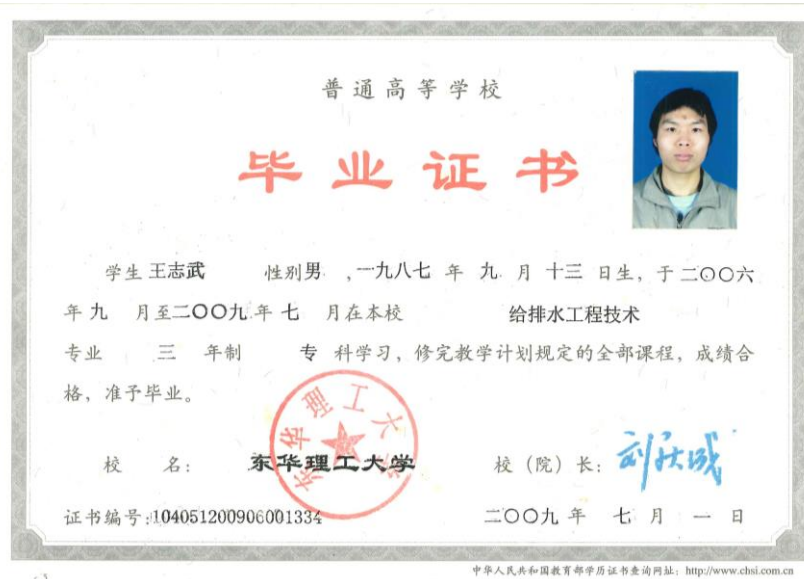 普通高等学校
毕业证书
学生 王志武 性别 男 ,一九八七 年 九 月 十三 日生，于 二〇〇六
年 九 月至 二〇〇九 年 七 月在本校 给排水工程技术
专业 三 年制 专 科学习，修完教学计划规定的全部课程，成绩合
格，准予毕业。
东华理工大学
校 名： 东华理工大学 校（院）长：
证书编号：104051200906001334 二〇〇九 年 七 月 一 日
中华人民共和国教育部学历证书查询网址：http://www.chsi.com.cn